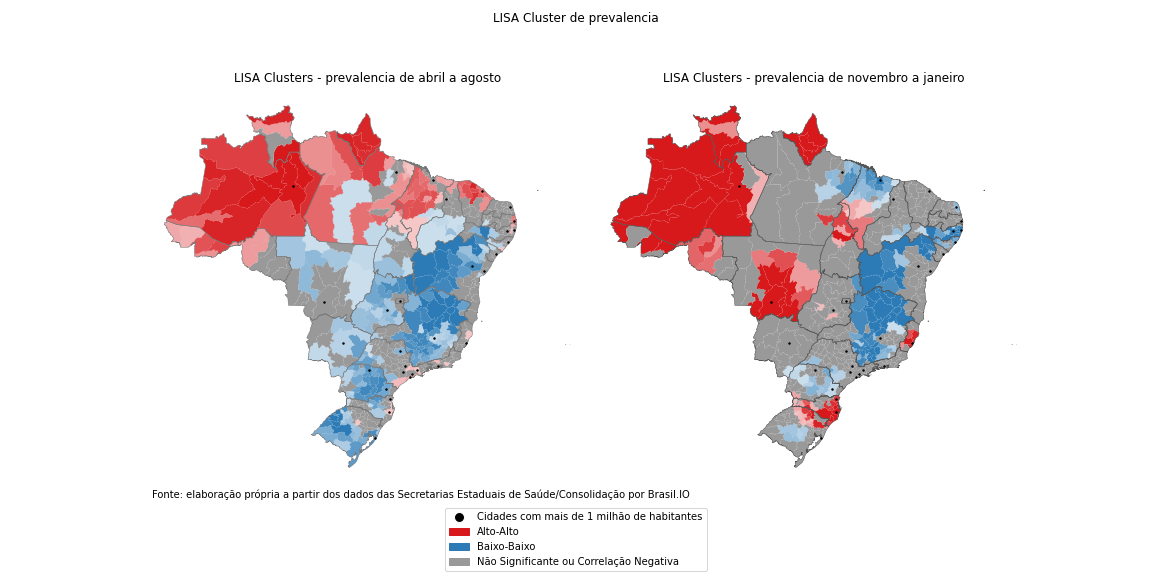 LISA Cluster de prevalencia
LISA Clusters - prevalencia de abril a agosto
LISA Clusters - prevalencia de novembro a janeiro
Fonte: elaboração própria a partir dos dados das Secretarias Estaduais de Saúde/Consolidação por Brasil.IO
Cidades com mais de 1 milhão de habitantes
Alto-Alto
Baixo-Baixo
Não Significante ou Correlação Negativa